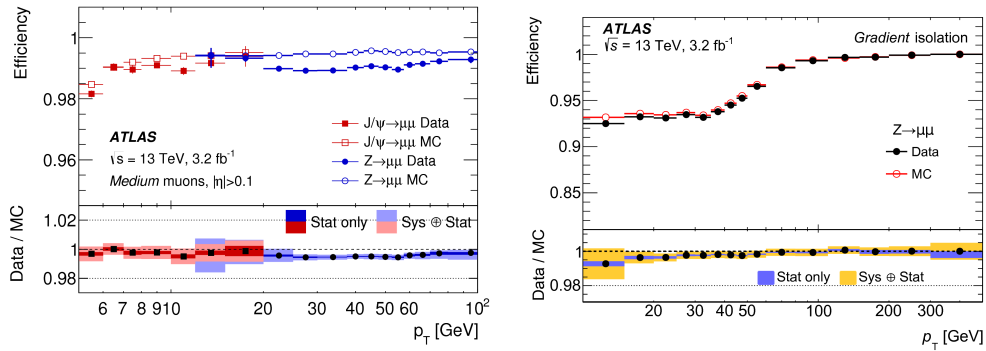 Efficiency
1
0.98
0.96
ATLAS
√s = 13 TeV, 3.2 fb⁻¹
Medium muons, |η|>0.1
J/ψ→μμ Data
J/ψ→μμ MC
Z→μμ Data
Z→μμ MC
Data / MC
1.02
1
0.98
Stat only
Sys ⊕ Stat
6 7 8 9 10 20 30 40 50 60 10²
p_T [GeV]
Efficiency
ATLAS
√s = 13 TeV, 3.2 fb⁻¹
Gradient isolation
1
0.95
0.9
0.85
Z→μμ
Data
MC
Data / MC
1
0.98
Stat only
Sys ⊕ Stat
20 30 40 50 60 100 200 300
p_T [GeV]